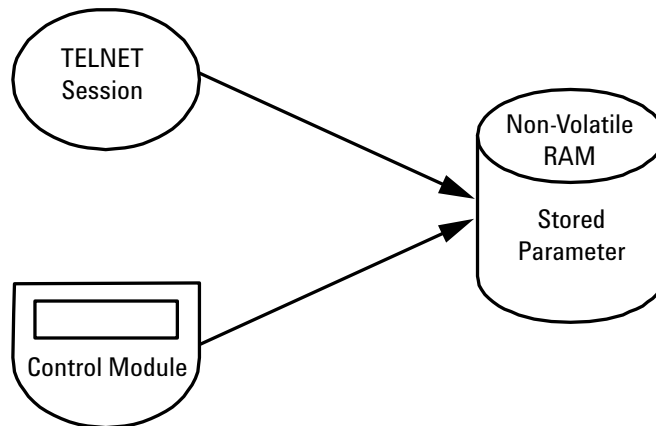 TELNET
Session
Non-Volatile
RAM
Stored
Parameter
Control Module